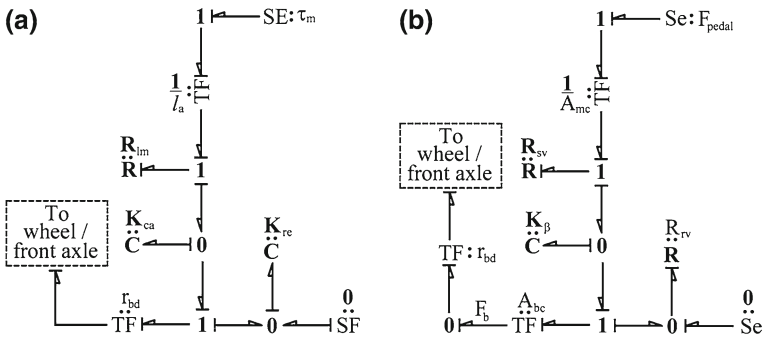 (a)
1
SE:τm
1/la :TF
Rlm
:
R
1
To
wheel /
front axle
Kca
:
C
0
Kre
:
C
rbd
:
TF
1
0
0
:
SF
(b)
1
Se:Fpedal
1/Amc :TF
To
wheel /
front axle
Rsv
:
R
1
Kβ
:
C
0
TF:rbd
Rrv
:
R
0
Fb
Abc
:
TF
1
0
0
:
Se